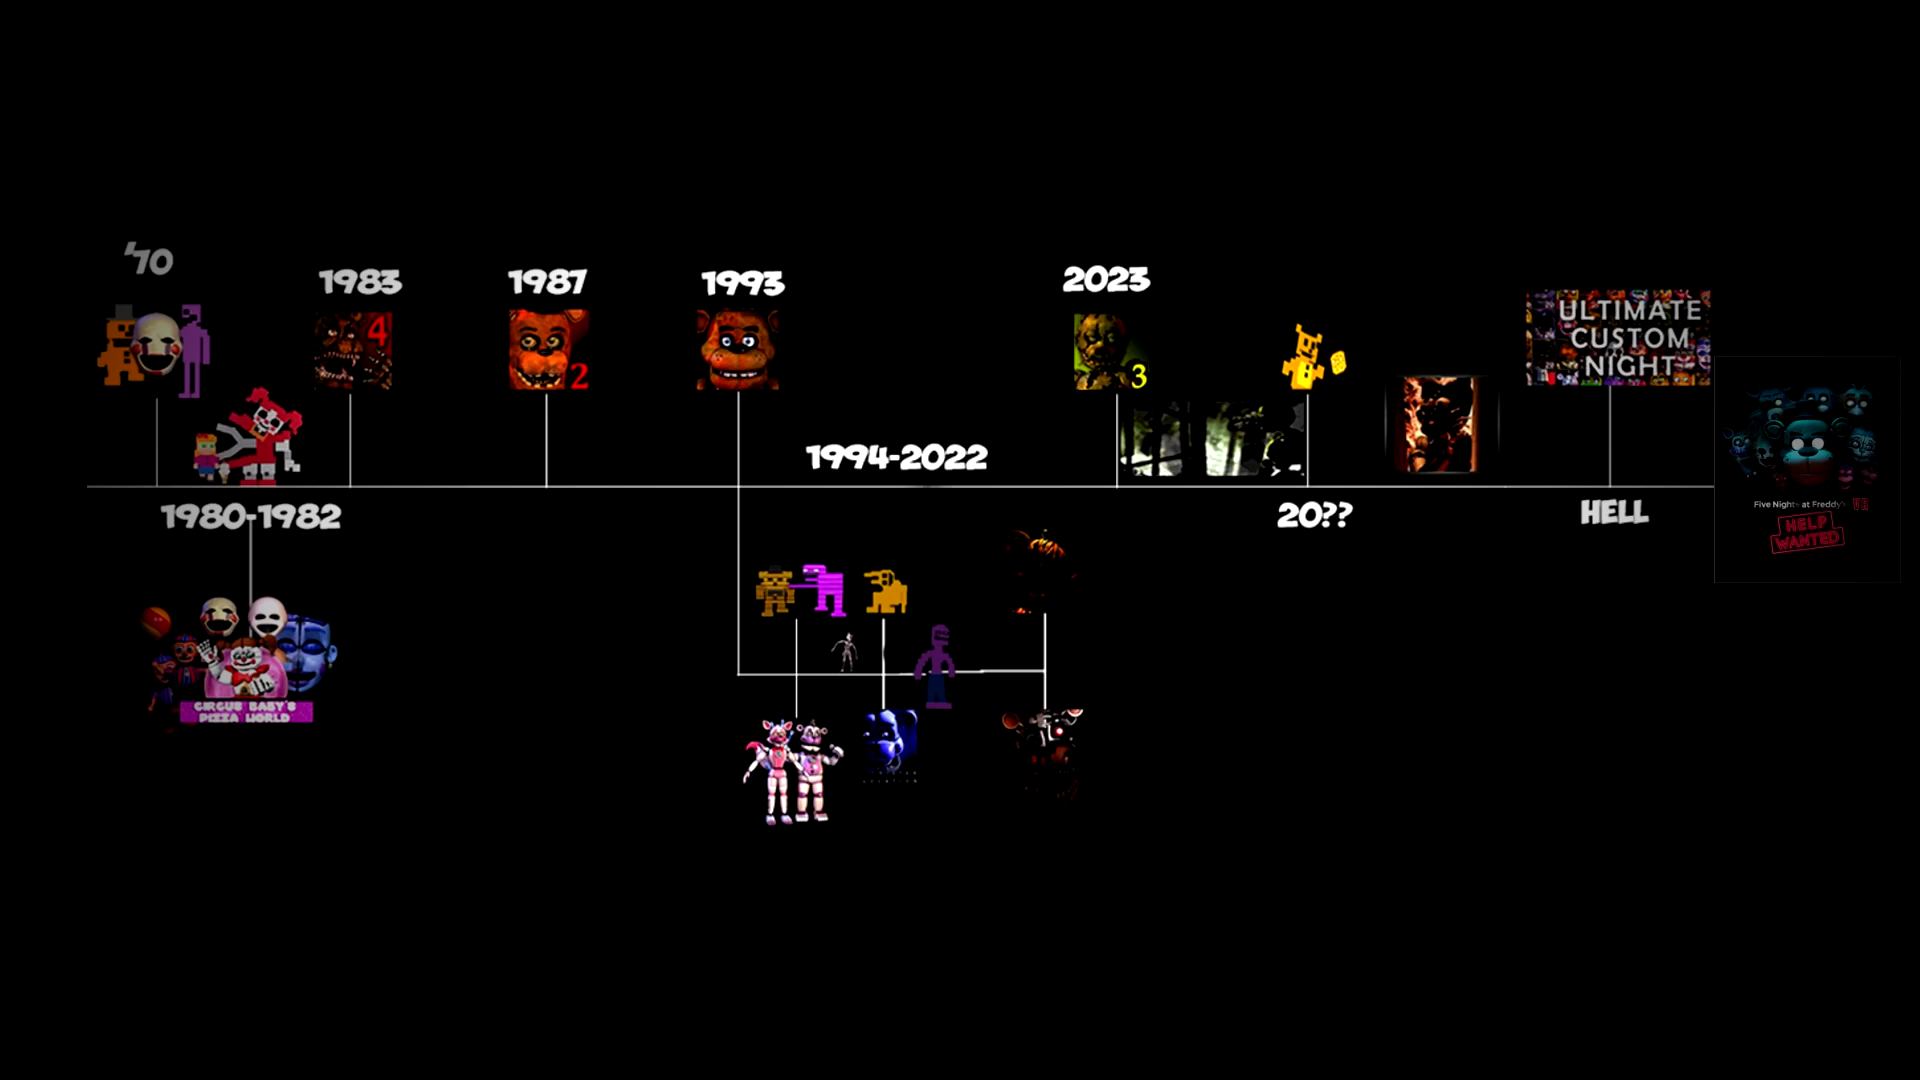 '70
1983
1987
1993
2023
4
2
3
ULTIMATE
CUSTOM
NIGHT
1994-2022
1980-1982
20??
HELL
Five Nights at Freddy's VR
HELP
WANTED
CIRCUS BABY'S
PIZZA WORLD